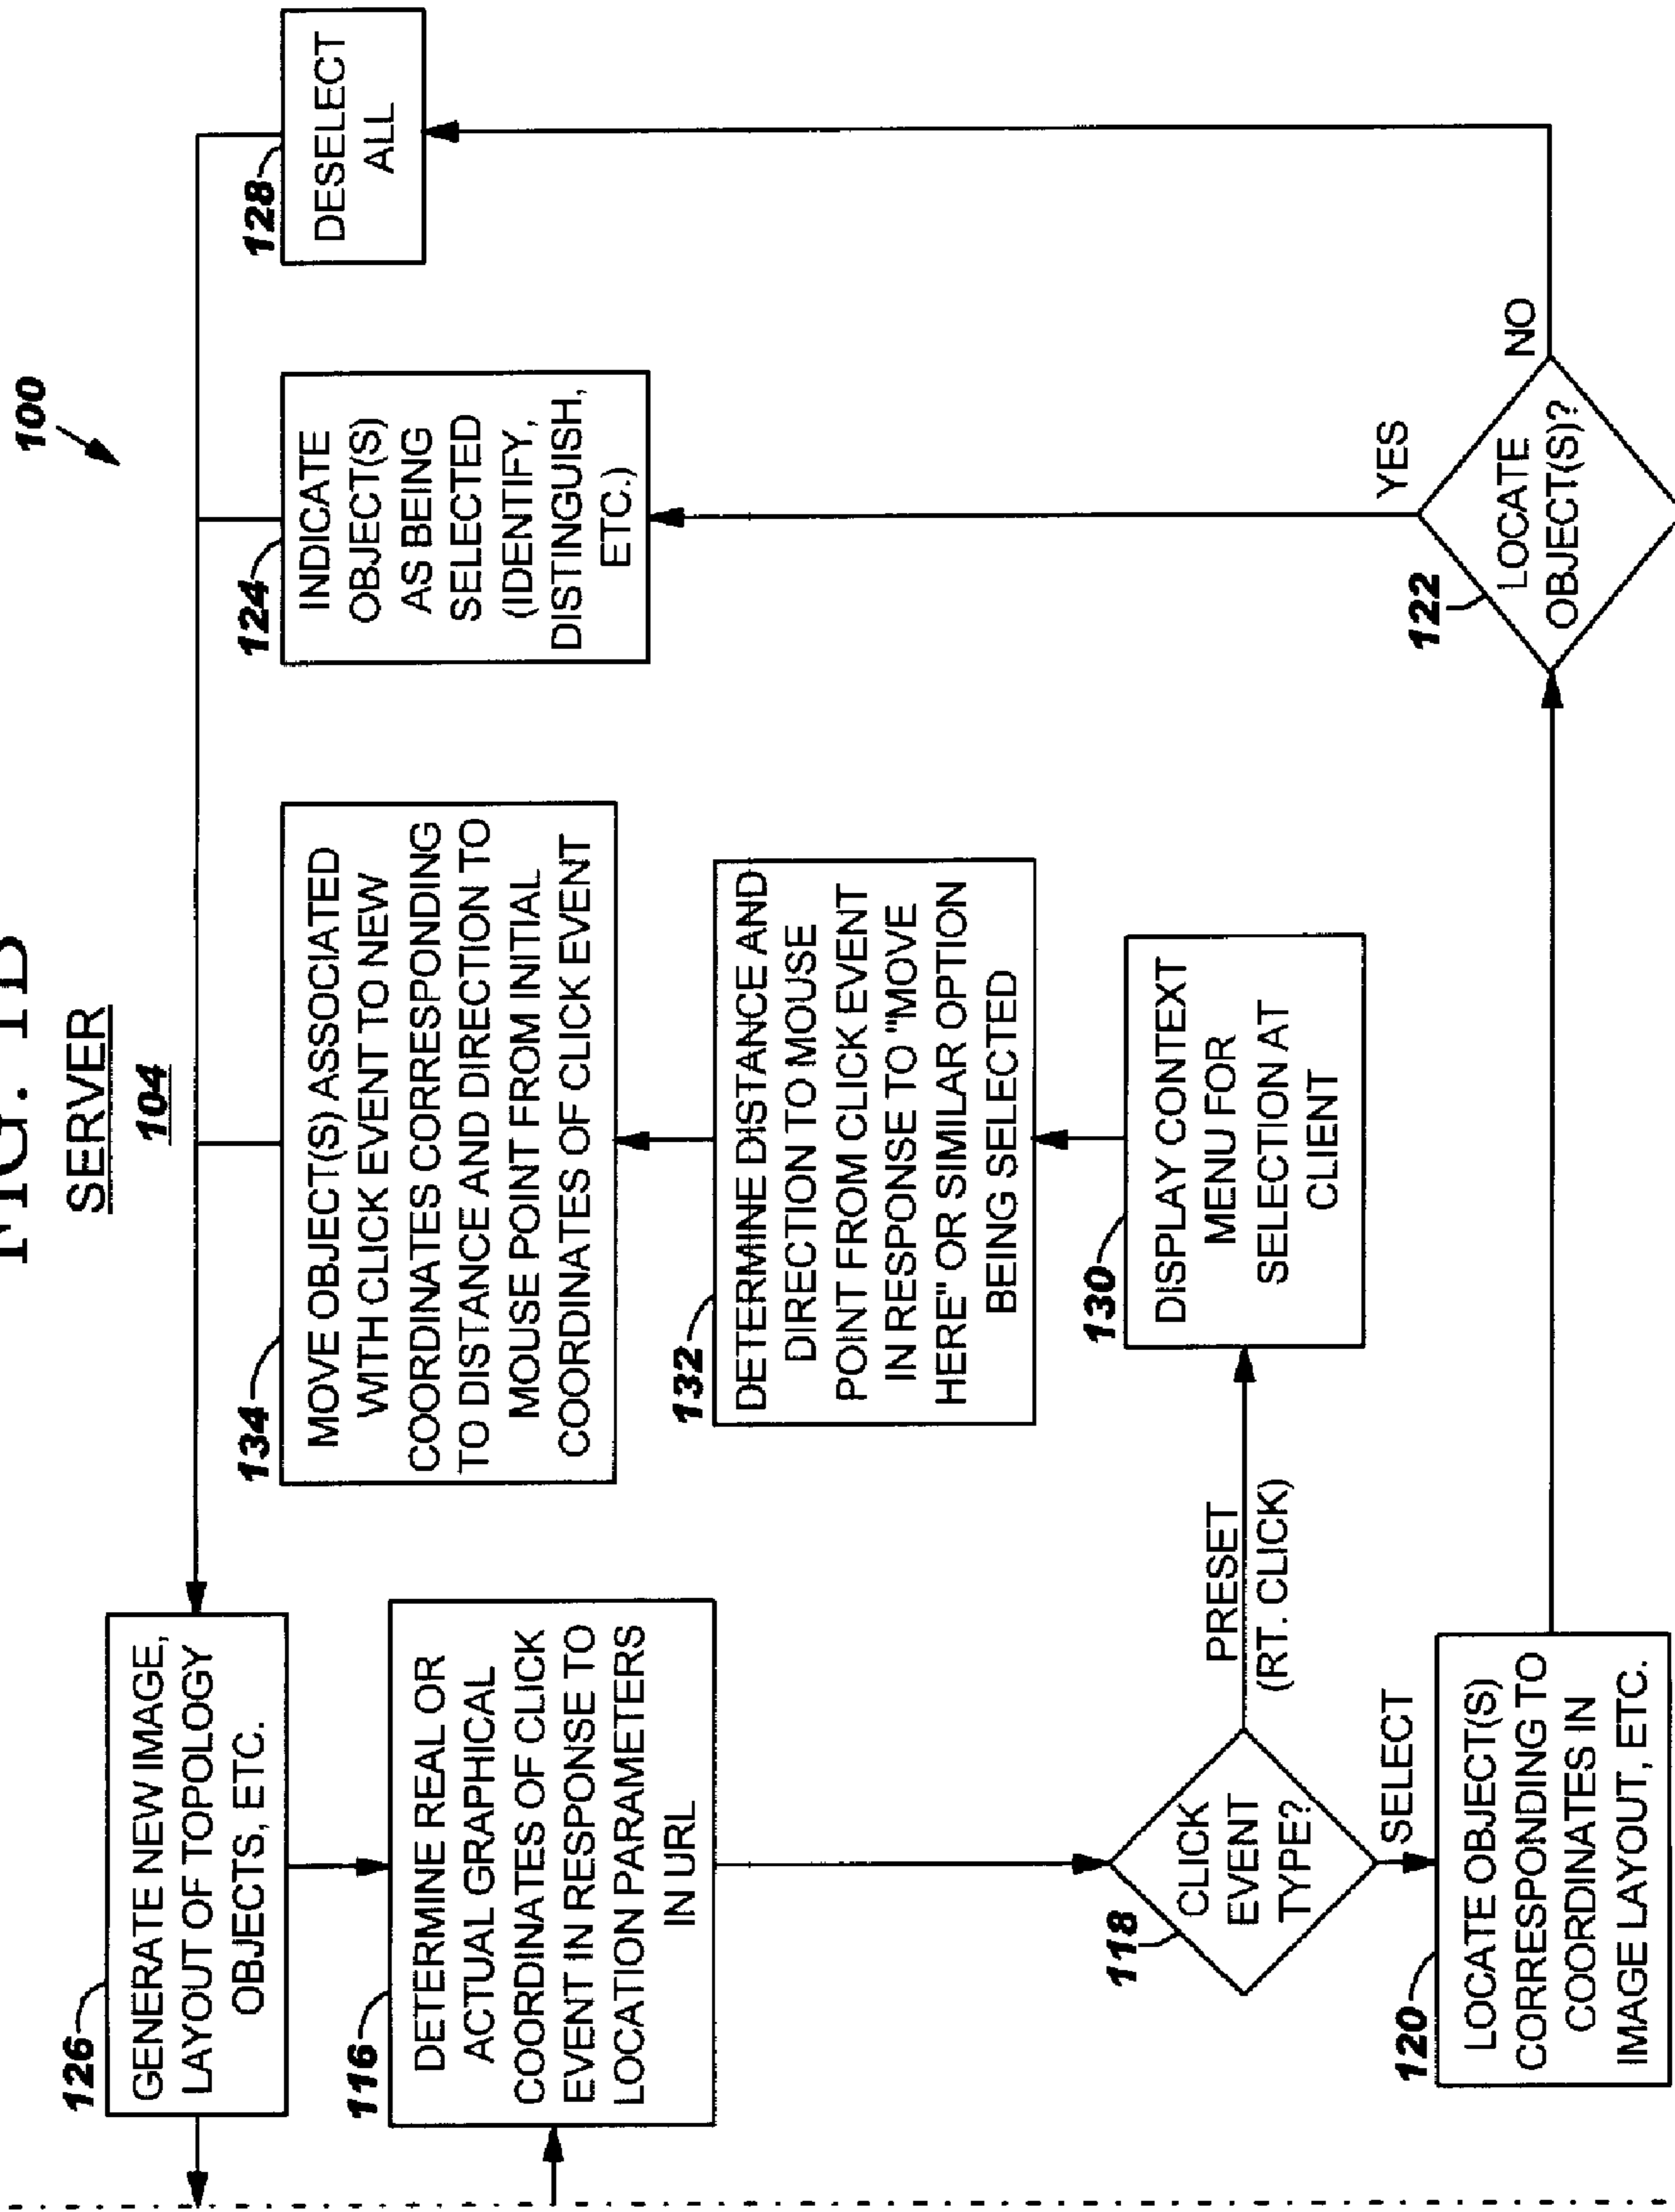 FIG. 1B
SERVER
104
100
126
GENERATE NEW IMAGE,
LAYOUT OF TOPOLOGY
OBJECTS, ETC.
116
DETERMINE REAL OR
ACTUAL GRAPHICAL
COORDINATES OF CLICK
EVENT IN RESPONSE TO
LOCATION PARAMETERS
IN URL
118
CLICK
EVENT
TYPE?
PRESET
(RT. CLICK)
SELECT
120
LOCATE OBJECT(S)
CORRESPONDING TO
COORDINATES IN
IMAGE LAYOUT, ETC.
134
MOVE OBJECT(S) ASSOCIATED
WITH CLICK EVENT TO NEW
COORDINATES CORRESPONDING
TO DISTANCE AND DIRECTION TO
MOUSE POINT FROM INITIAL
COORDINATES OF CLICK EVENT
132
DETERMINE DISTANCE AND
DIRECTION TO MOUSE
POINT FROM CLICK EVENT
IN RESPONSE TO "MOVE
HERE" OR SIMILAR OPTION
BEING SELECTED
130
DISPLAY CONTEXT
MENU FOR
SELECTION AT
CLIENT
124
INDICATE
OBJECT(S)
AS BEING
SELECTED
(IDENTIFY,
DISTINGUISH,
ETC.)
128
DESELECT
ALL
YES
NO
122
LOCATE
OBJECT(S)?